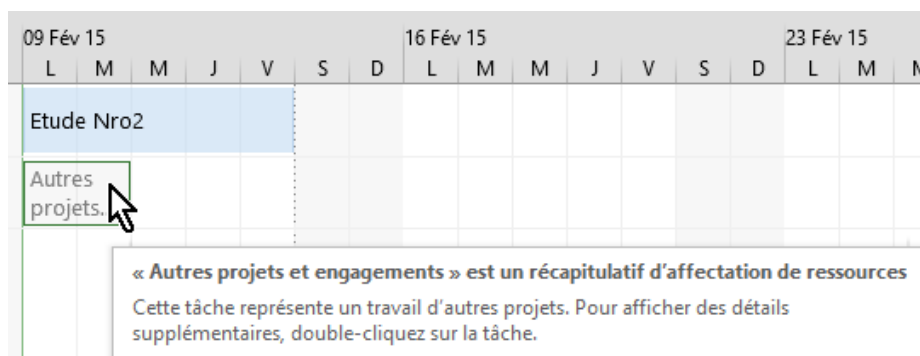 09 Fév 15 16 Fév 15 23 Fév 15
L M M J V S D L M M J V S D L M
Etude Nro2
Autres
projets.
« Autres projets et engagements » est un récapitulatif d'affectation de ressources
Cette tâche représente un travail d'autres projets. Pour afficher des détails
supplémentaires, double-cliquez sur la tâche.